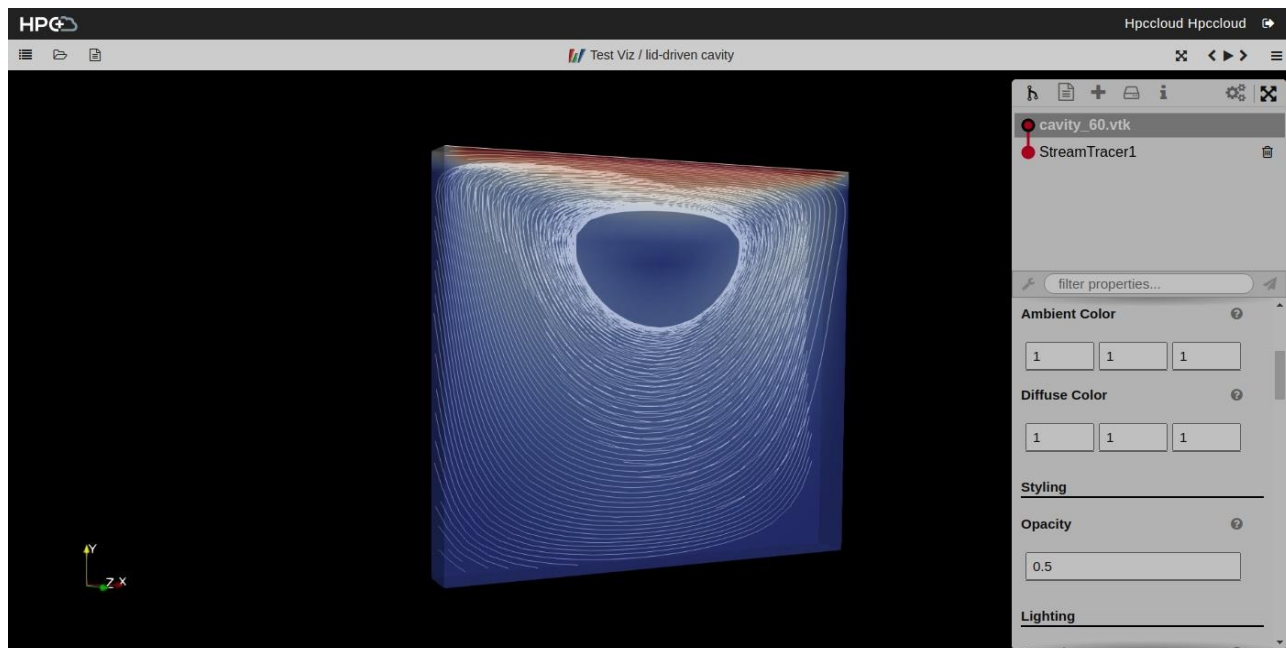 HPC
Hpccloud Hpccloud
Test Viz / lid-driven cavity
cavity_60.vtk
StreamTracer1
filter properties...
Ambient Color
1 1 1
Diffuse Color
1 1 1
Styling
Opacity
0.5
Lighting
Y
Z X